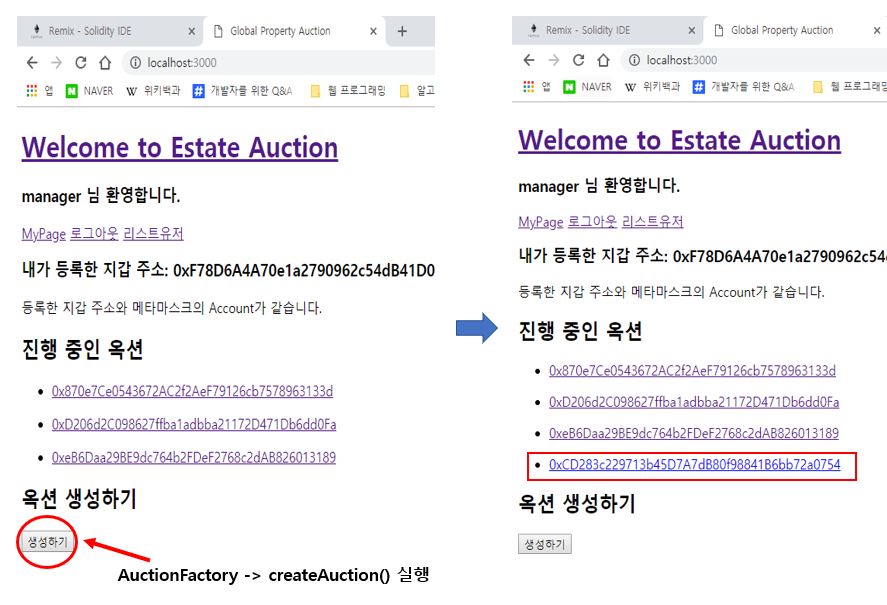 Remix - Solidity IDE
Global Property Auction
localhost:3000
앱 NAVER 위키백과 개발자를 위한 Q&A 웹 프로그래밍 알고
Welcome to Estate Auction
manager 님 환영합니다.
MyPage 로그아웃 리스트유저
내가 등록한 지갑 주소: 0xF78D6A4A70e1a2790962c54dB41D0
등록한 지갑 주소와 메타마스크의 Account가 같습니다.
진행 중인 옥션
0x870e7Ce0543672AC2f2AeF79126cb7578963133d
0xD206d2C098627ffba1adbba21172D471Db6dd0Fa
0xeB6Daa29BE9dc764b2FDeF2768c2dAB826013189
옥션 생성하기
생성하기
AuctionFactory -> createAuction() 실행
Remix - Solidity IDE
Global Property Auction
localhost:3000
앱 NAVER 위키백과 개발자를 위한 Q&A 웹 프로그래밍
Welcome to Estate Auction
manager 님 환영합니다.
MyPage 로그아웃 리스트유저
내가 등록한 지갑 주소: 0xF78D6A4A70e1a2790962c54
등록한 지갑 주소와 메타마스크의 Account가 같습니다.
진행 중인 옥션
0x870e7Ce0543672AC2f2AeF79126cb7578963133d
0xD206d2C098627ffba1adbba21172D471Db6dd0Fa
0xeB6Daa29BE9dc764b2FDeF2768c2dAB826013189
0xCD283c229713b45D7A7dB80f98841B6bb72a0754
옥션 생성하기
생성하기